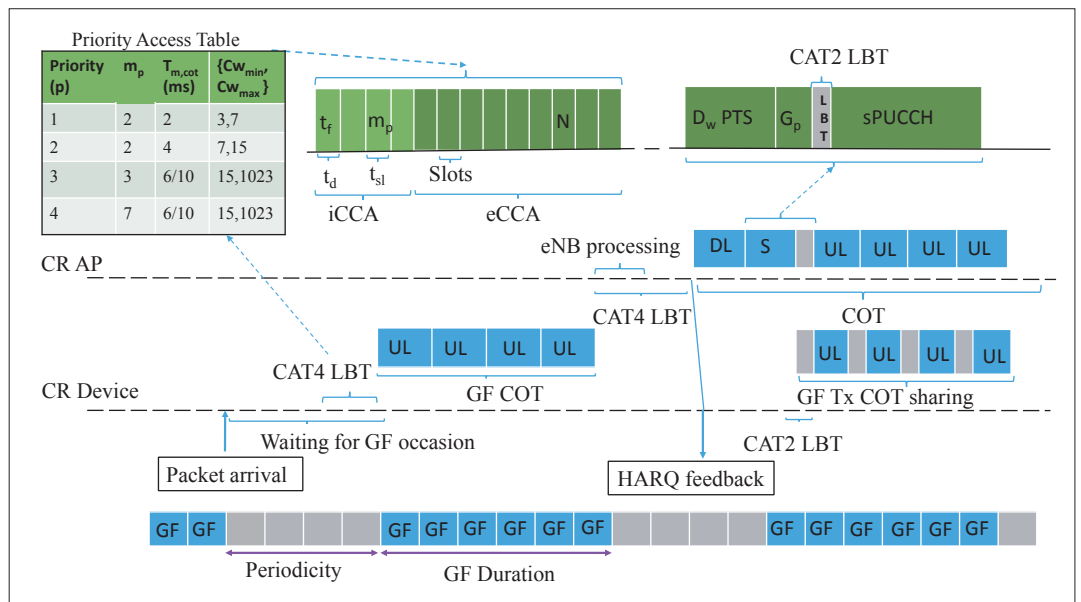 Priority Access Table
Priority (p) m_p T_m,cot (ms) {Cw_min, Cw_max}
1 2 2 3,7
2 2 4 7,15
3 3 6/10 15,1023
4 7 6/10 15,1023
t_f m_p N
t_d t_sl Slots
iCCA eCCA
CAT2 LBT
D_w PTS G_p LBT sPUCCH
eNB processing
DL S UL UL UL UL
CR AP
CAT4 LBT
COT
UL UL UL UL
UL UL UL UL
CAT4 LBT
GF COT
GF Tx COT sharing
CR Device
Waiting for GF occasion
CAT2 LBT
Packet arrival
HARQ feedback
GF GF GF GF GF GF GF GF GF GF GF GF GF GF
Periodicity
GF Duration